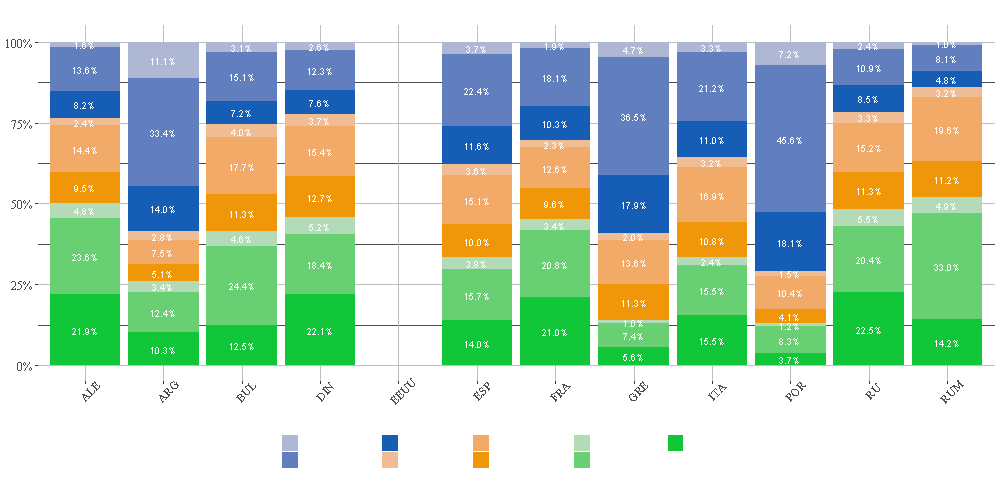 100%
75%
50%
25%
0%
1.6% 13.6% 8.2% 2.4% 14.4% 9.5% 4.8% 23.6% 21.9%
11.1% 33.4% 14.0% 2.8% 7.5% 5.1% 3.4% 12.4% 10.3%
3.1% 15.1% 7.2% 4.0% 17.7% 11.3% 4.6% 24.4% 12.5%
2.6% 12.3% 7.6% 3.7% 15.4% 12.7% 5.2% 18.4% 22.1%
3.7% 22.4% 11.6% 3.6% 15.1% 10.0% 3.8% 15.7% 14.0%
1.9% 18.1% 10.3% 2.3% 12.6% 9.6% 3.4% 20.8% 21.0%
4.7% 36.5% 17.9% 2.0% 13.6% 11.3% 1.0% 7.4% 5.6%
3.3% 21.2% 11.0% 3.2% 16.9% 10.8% 2.4% 15.5% 15.5%
7.2% 45.6% 18.1% 1.5% 10.4% 4.1% 1.2% 8.3% 3.7%
2.4% 10.9% 8.5% 3.3% 15.2% 11.3% 5.5% 20.4% 22.5%
1.0% 8.1% 4.8% 3.2% 19.6% 11.2% 4.9% 33.0% 14.2%
ALE ARG BUL DIN EEUU ESP FRA GRE ITA POR RU RUM